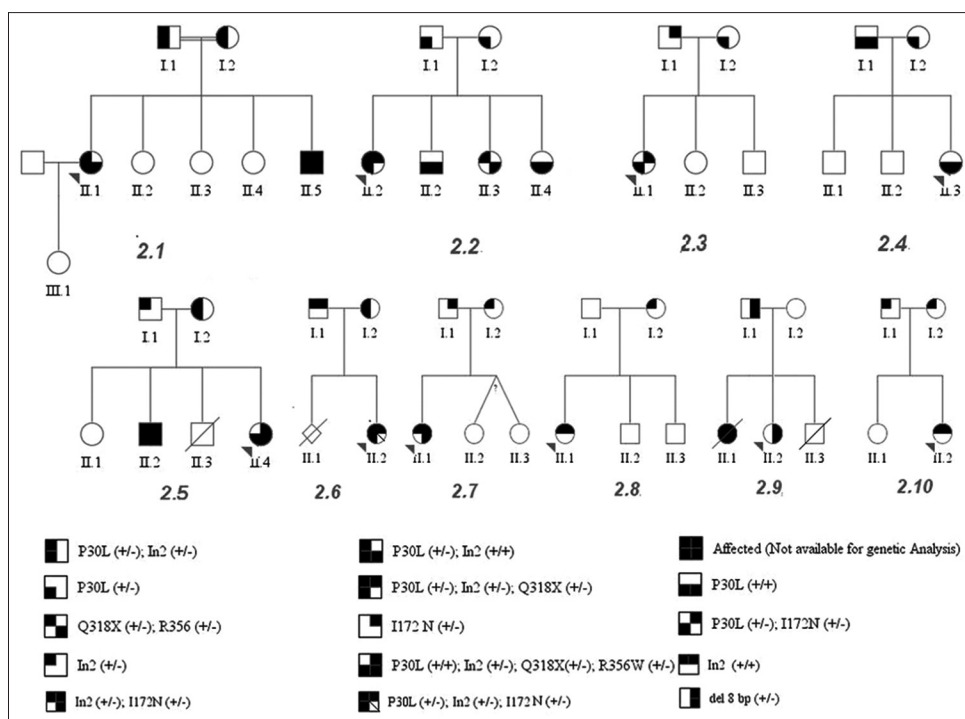 I.1 I.2 I.1 I.2 I.1 I.2 I.1 I.2
II.1 II.2 II.3 II.4 II.5 II.2 II.2 II.3 II.4 II.1 II.2 II.3 II.1 II.2 II.3
2.1 2.2 2.3 2.4
III.1
I.1 I.2 I.1 I.2 I.1 I.2 I.1 I.2 I.1 I.2 I.1 I.2
?
II.1 II.2 II.3 II.4 II.1 II.2 II.1 II.2 II.3 II.1 II.2 II.3 II.1 II.2 II.3 II.1 II.2
2.5 2.6 2.7 2.8 2.9 2.10
P30L (+/-); In2 (+/-) P30L (+/-); In2 (+/+) Affected (Not available for genetic Analysis)
P30L (+/-) P30L (+/-); In2 (+/-); Q318X (+/-) P30L (+/+)
Q318X (+/-); R356 (+/-) I172 N (+/-) P30L (+/-); I172N (+/-)
In2 (+/-) P30L (+/+); In2 (+/-); Q318X(+/-); R356W (+/-) In2 (+/+)
In2 (+/-); I172N (+/-) P30L (+/-); In2 (+/-); I172N (+/-) del 8 bp (+/-)